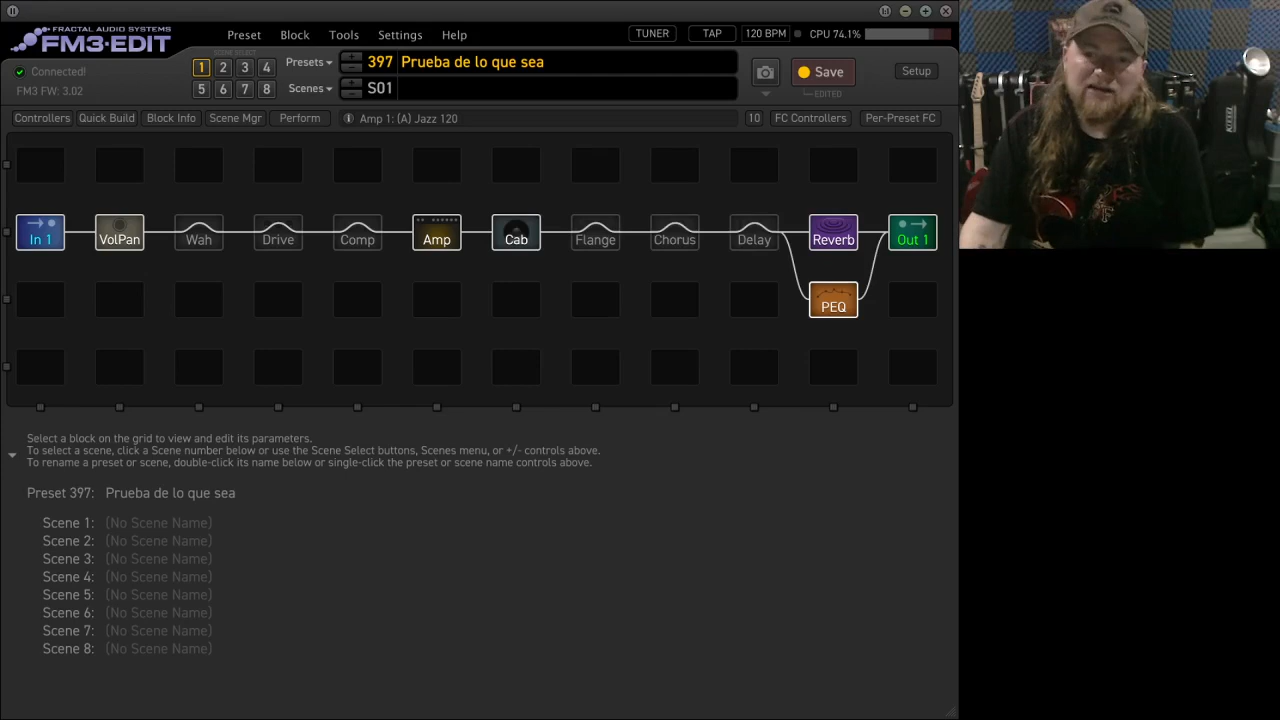 FRACTAL AUDIO SYSTEMS
FM3-EDIT
Preset Block Tools Settings Help
TUNER TAP 120 BPM CPU 74.1%
SCENE SELECT
1 2 3 4
5 6 7 8
Presets 397 Prueba de lo que sea
Scenes S01
Save
EDITED
Setup
Connected!
FM3 FW: 3.02
Controllers Quick Build Block Info Scene Mgr Perform Amp 1: (A) Jazz 120 10 FC Controllers Per-Preset FC
In 1 VolPan Wah Drive Comp Amp Cab Flange Chorus Delay Reverb Out 1
PEQ
Select a block on the grid to view and edit its parameters.
To select a scene, click a Scene number below or use the Scene Select buttons, Scenes menu, or +/- controls above.
To rename a preset or scene, double-click its name below or single-click the preset or scene name controls above.
Preset 397: Prueba de lo que sea
Scene 1: (No Scene Name)
Scene 2: (No Scene Name)
Scene 3: (No Scene Name)
Scene 4: (No Scene Name)
Scene 5: (No Scene Name)
Scene 6: (No Scene Name)
Scene 7: (No Scene Name)
Scene 8: (No Scene Name)